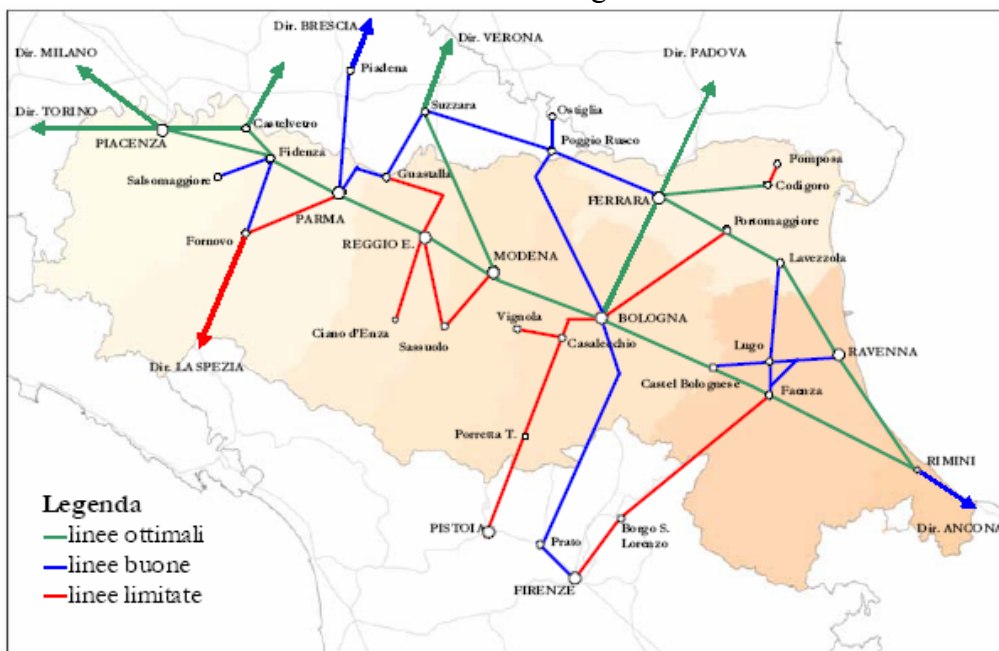 Dir. BRESCIA
Dir. MILANO
Dir. VERONA
Dir. PADOVA
Piadena
Dir. TORINO
Suzzara
Ostiglia
Castelvetro
PIACENZA
Poggio Rusco
Fidenza
Pomposa
Salsomaggiore
Guastalla
Codigoro
FERRARA
PARMA
Portomaggiore
Fornovo
REGGIO E.
MODENA
Lavezzola
Vignola
BOLOGNA
Ciano d'Enza
Sassuolo
Casalecchio
Lugo
RAVENNA
Dir. LA SPEZIA
Castel Bolognese
Faenza
Porretta T.
RIMINI
Legenda
linee ottimali
linee buone
linee limitate
PISTOIA
Borgo S.
Lorenzo
Dir. ANCONA
Prato
FIRENZE